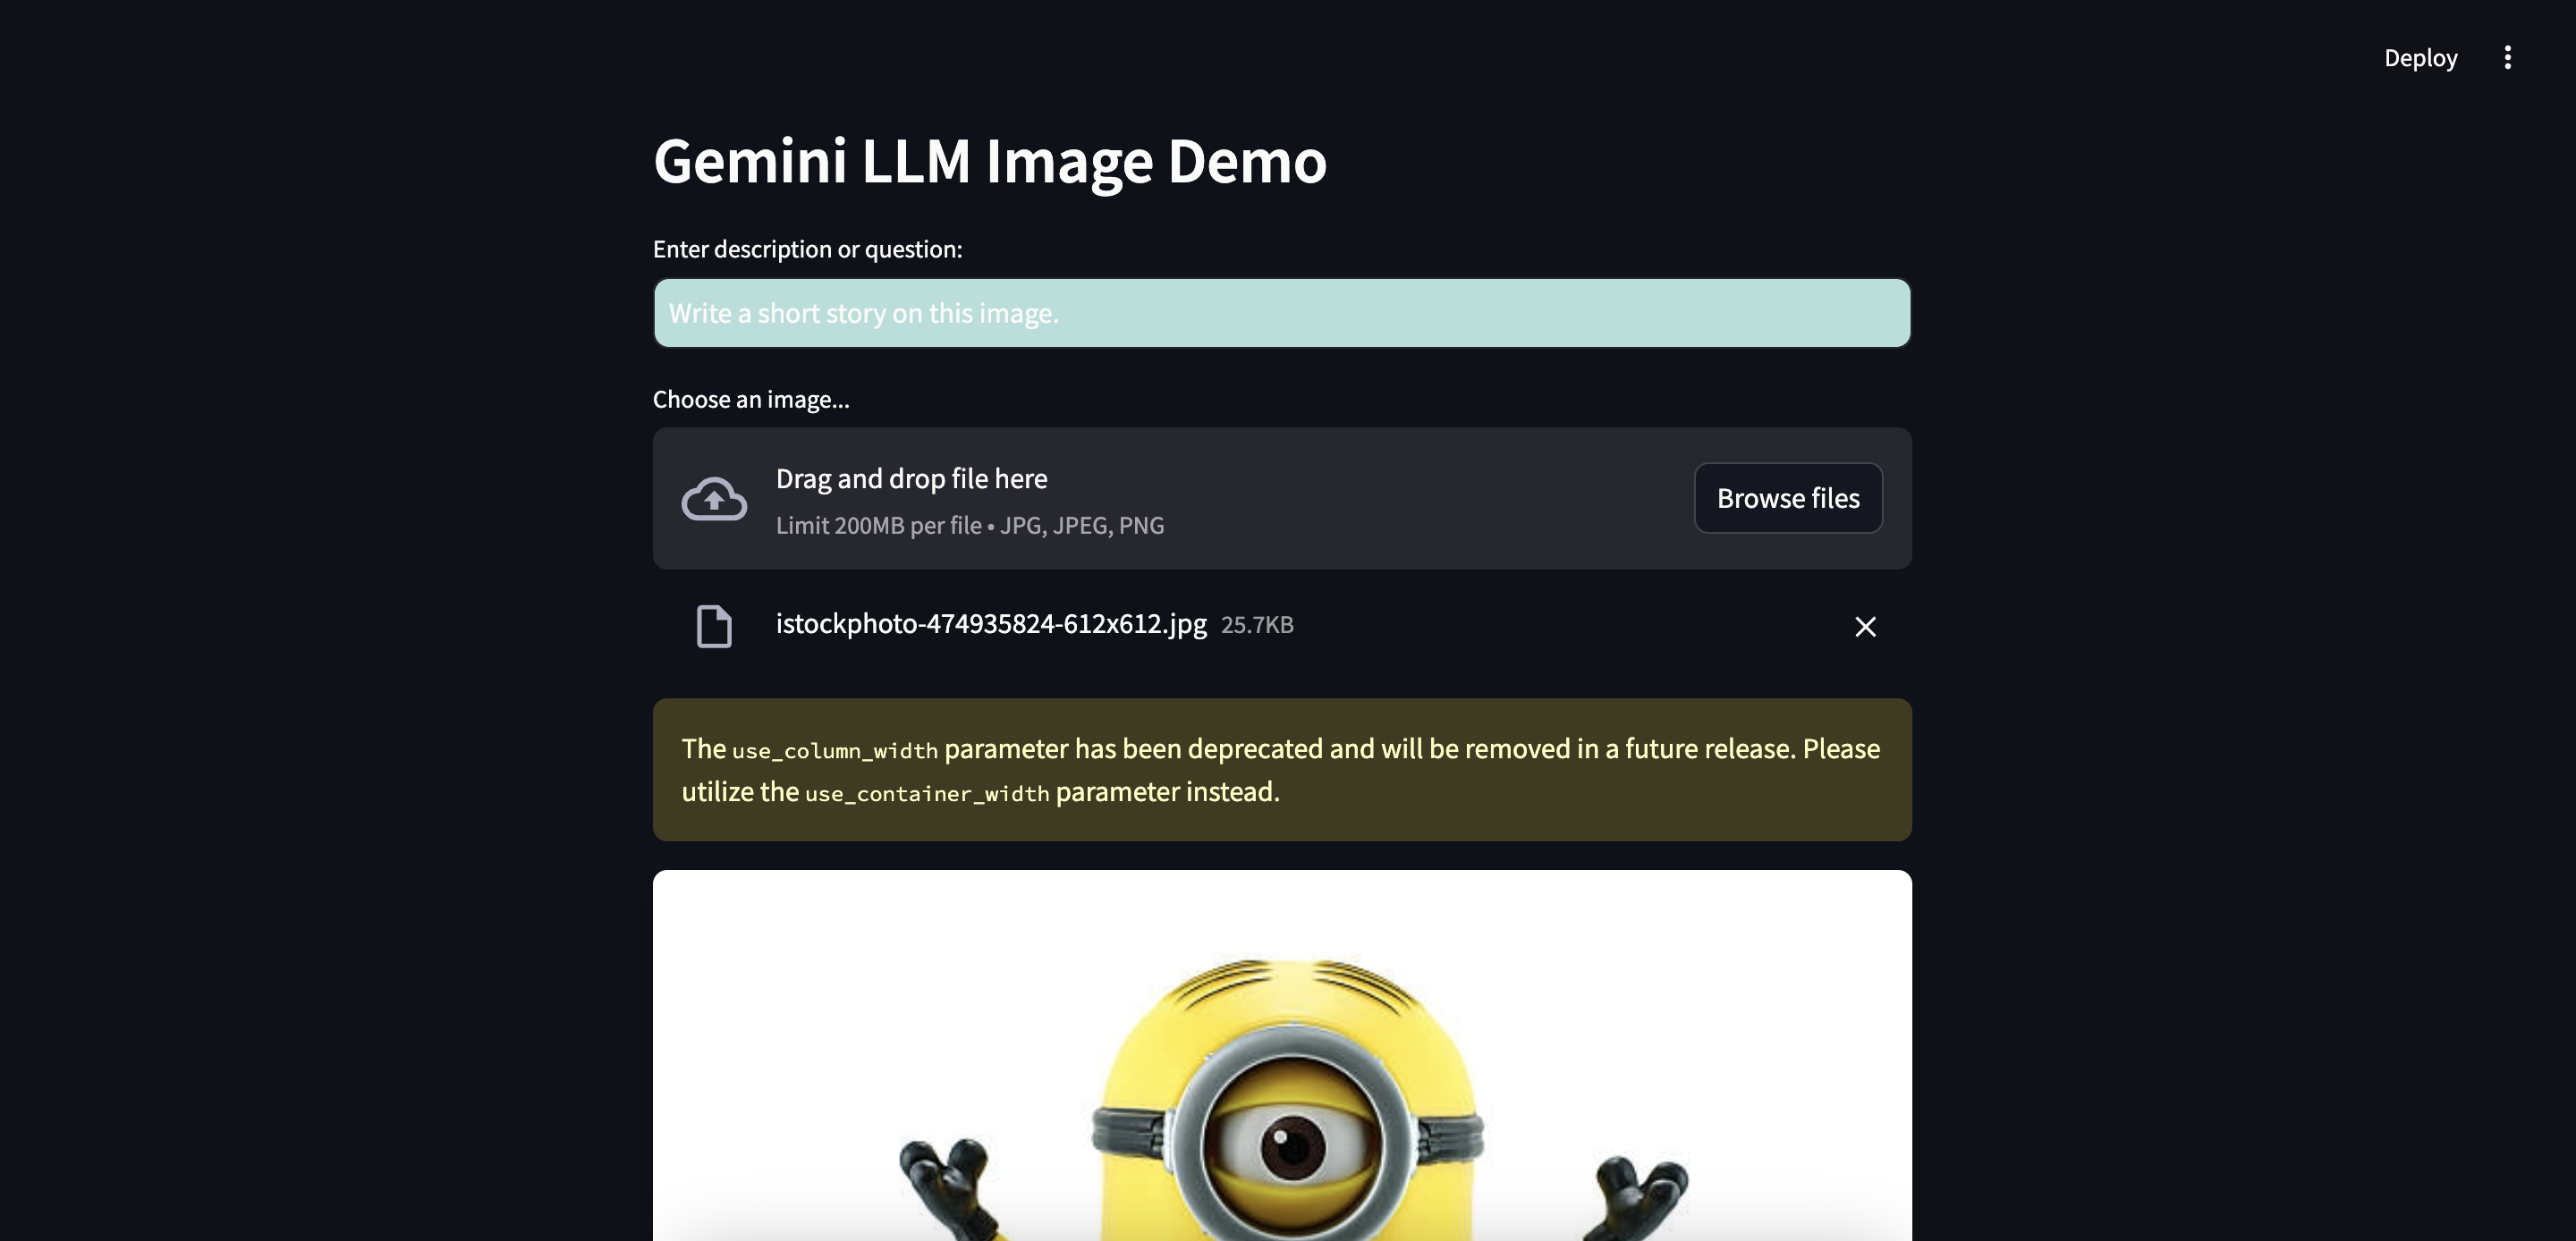 Deploy
Gemini LLM Image Demo
Enter description or question:
Write a short story on this image.
Choose an image...
Drag and drop file here
Limit 200MB per file • JPG, JPEG, PNG
Browse files
istockphoto-474935824-612x612.jpg 25.7KB
The use_column_width parameter has been deprecated and will be removed in a future release. Please
utilize the use_container_width parameter instead.